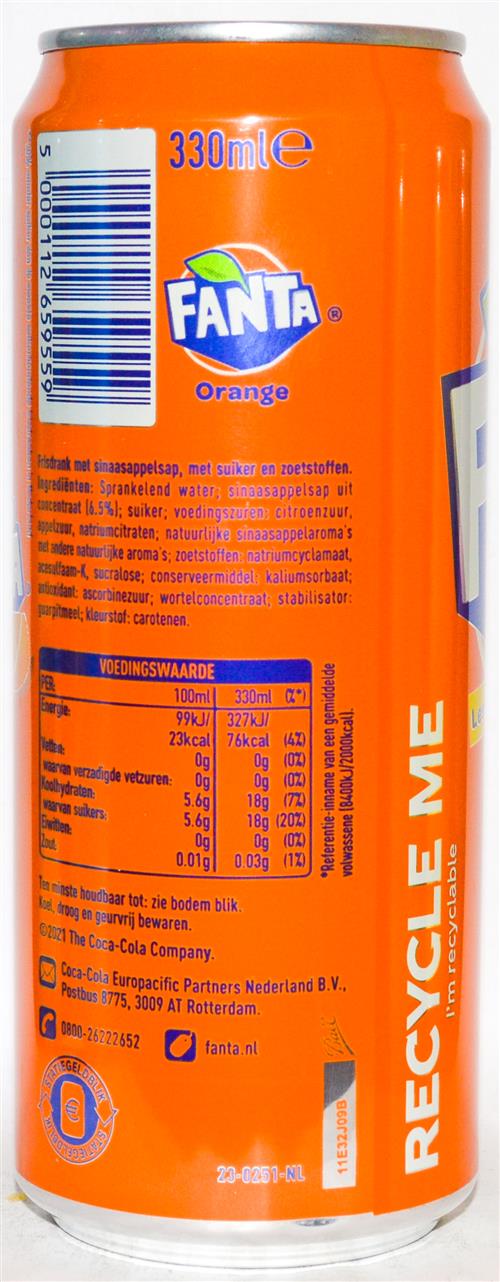 330ml e
5 000112 659559
FANTA ®
Orange
Frisdrank met sinaasappelsap, met suiker en zoetstoffen.
Ingrediënten: Sprankelend water; sinaasappelsap uit
concentraat (6.5%); suiker; voedingszuren: citroenzuur,
appelzuur, natriumcitraten; natuurlijke sinaasappelaroma's
met andere natuurlijke aroma's; zoetstoffen: natriumcyclamaat,
acesulfaam-K, sucralose; conserveermiddel: kaliumsorbaat;
antioxidant: ascorbinezuur; wortelconcentraat; stabilisator:
guarpitmeel; kleurstof: carotenen.
VOEDINGSWAARDE
PER: 100ml 330ml (%*)
Energie: 99kJ/ 327kJ/
23kcal 76kcal (4%)
Vetten: 0g 0g (0%)
waarvan verzadigde vetzuren: 0g 0g (0%)
Koolhydraten: 5.6g 18g (7%)
waarvan suikers: 5.6g 18g (20%)
Eiwitten: 0g 0g (0%)
Zout: 0.01g 0.03g (1%)
*Referentie-inname van een gemiddelde
volwassene (8400kJ/2000kcal).
Ten minste houdbaar tot: zie bodem blik.
Koel, droog en geurvrij bewaren.
©2021 The Coca-Cola Company.
Coca-Cola Europacific Partners Nederland B.V.,
Postbus 8775, 3009 AT Rotterdam.
0800-26222652
fanta.nl
STATIEGELDBLIK
€
STATIEGELDBLIK
23-0251-NL
11E32J09B
RECYCLE ME
I'm recyclable